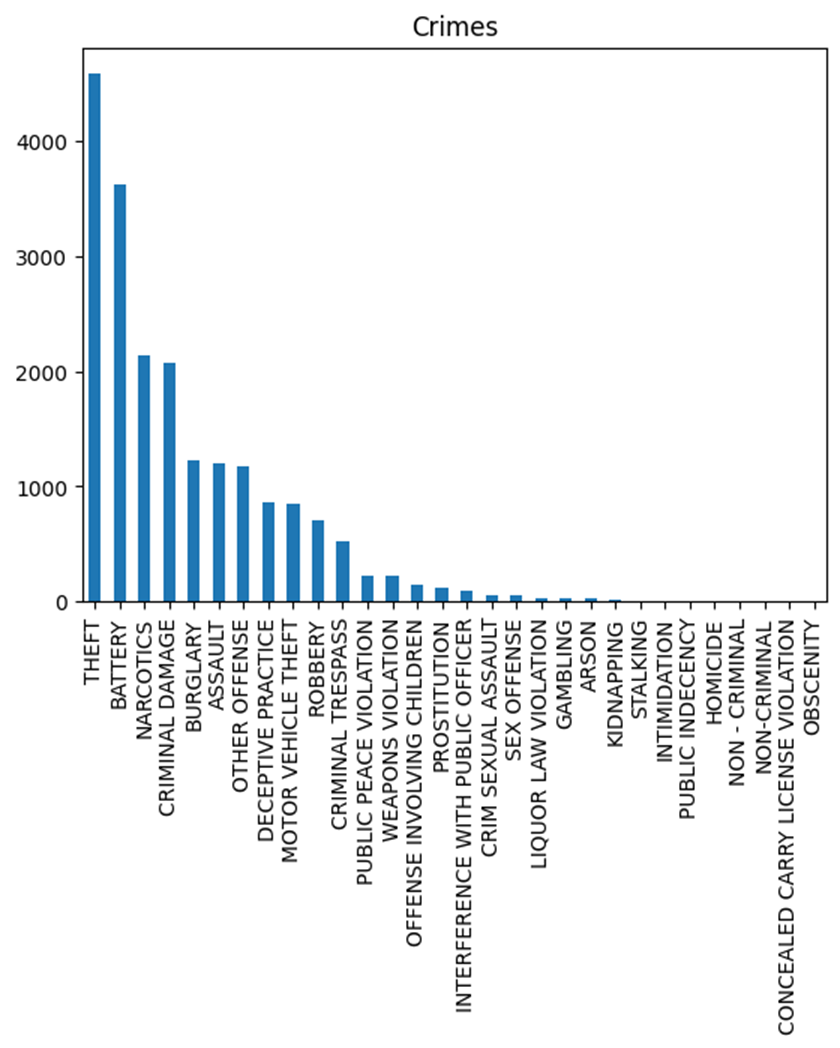 Crimes
4000
3000
2000
1000
0
THEFT
BATTERY
NARCOTICS
CRIMINAL DAMAGE
BURGLARY
ASSAULT
OTHER OFFENSE
DECEPTIVE PRACTICE
MOTOR VEHICLE THEFT
ROBBERY
CRIMINAL TRESPASS
PUBLIC PEACE VIOLATION
WEAPONS VIOLATION
OFFENSE INVOLVING CHILDREN
PROSTITUTION
INTERFERENCE WITH PUBLIC OFFICER
CRIM SEXUAL ASSAULT
SEX OFFENSE
LIQUOR LAW VIOLATION
GAMBLING
ARSON
KIDNAPPING
STALKING
INTIMIDATION
PUBLIC INDECENCY
HOMICIDE
NON - CRIMINAL
NON-CRIMINAL
CONCEALED CARRY LICENSE VIOLATION
OBSCENITY